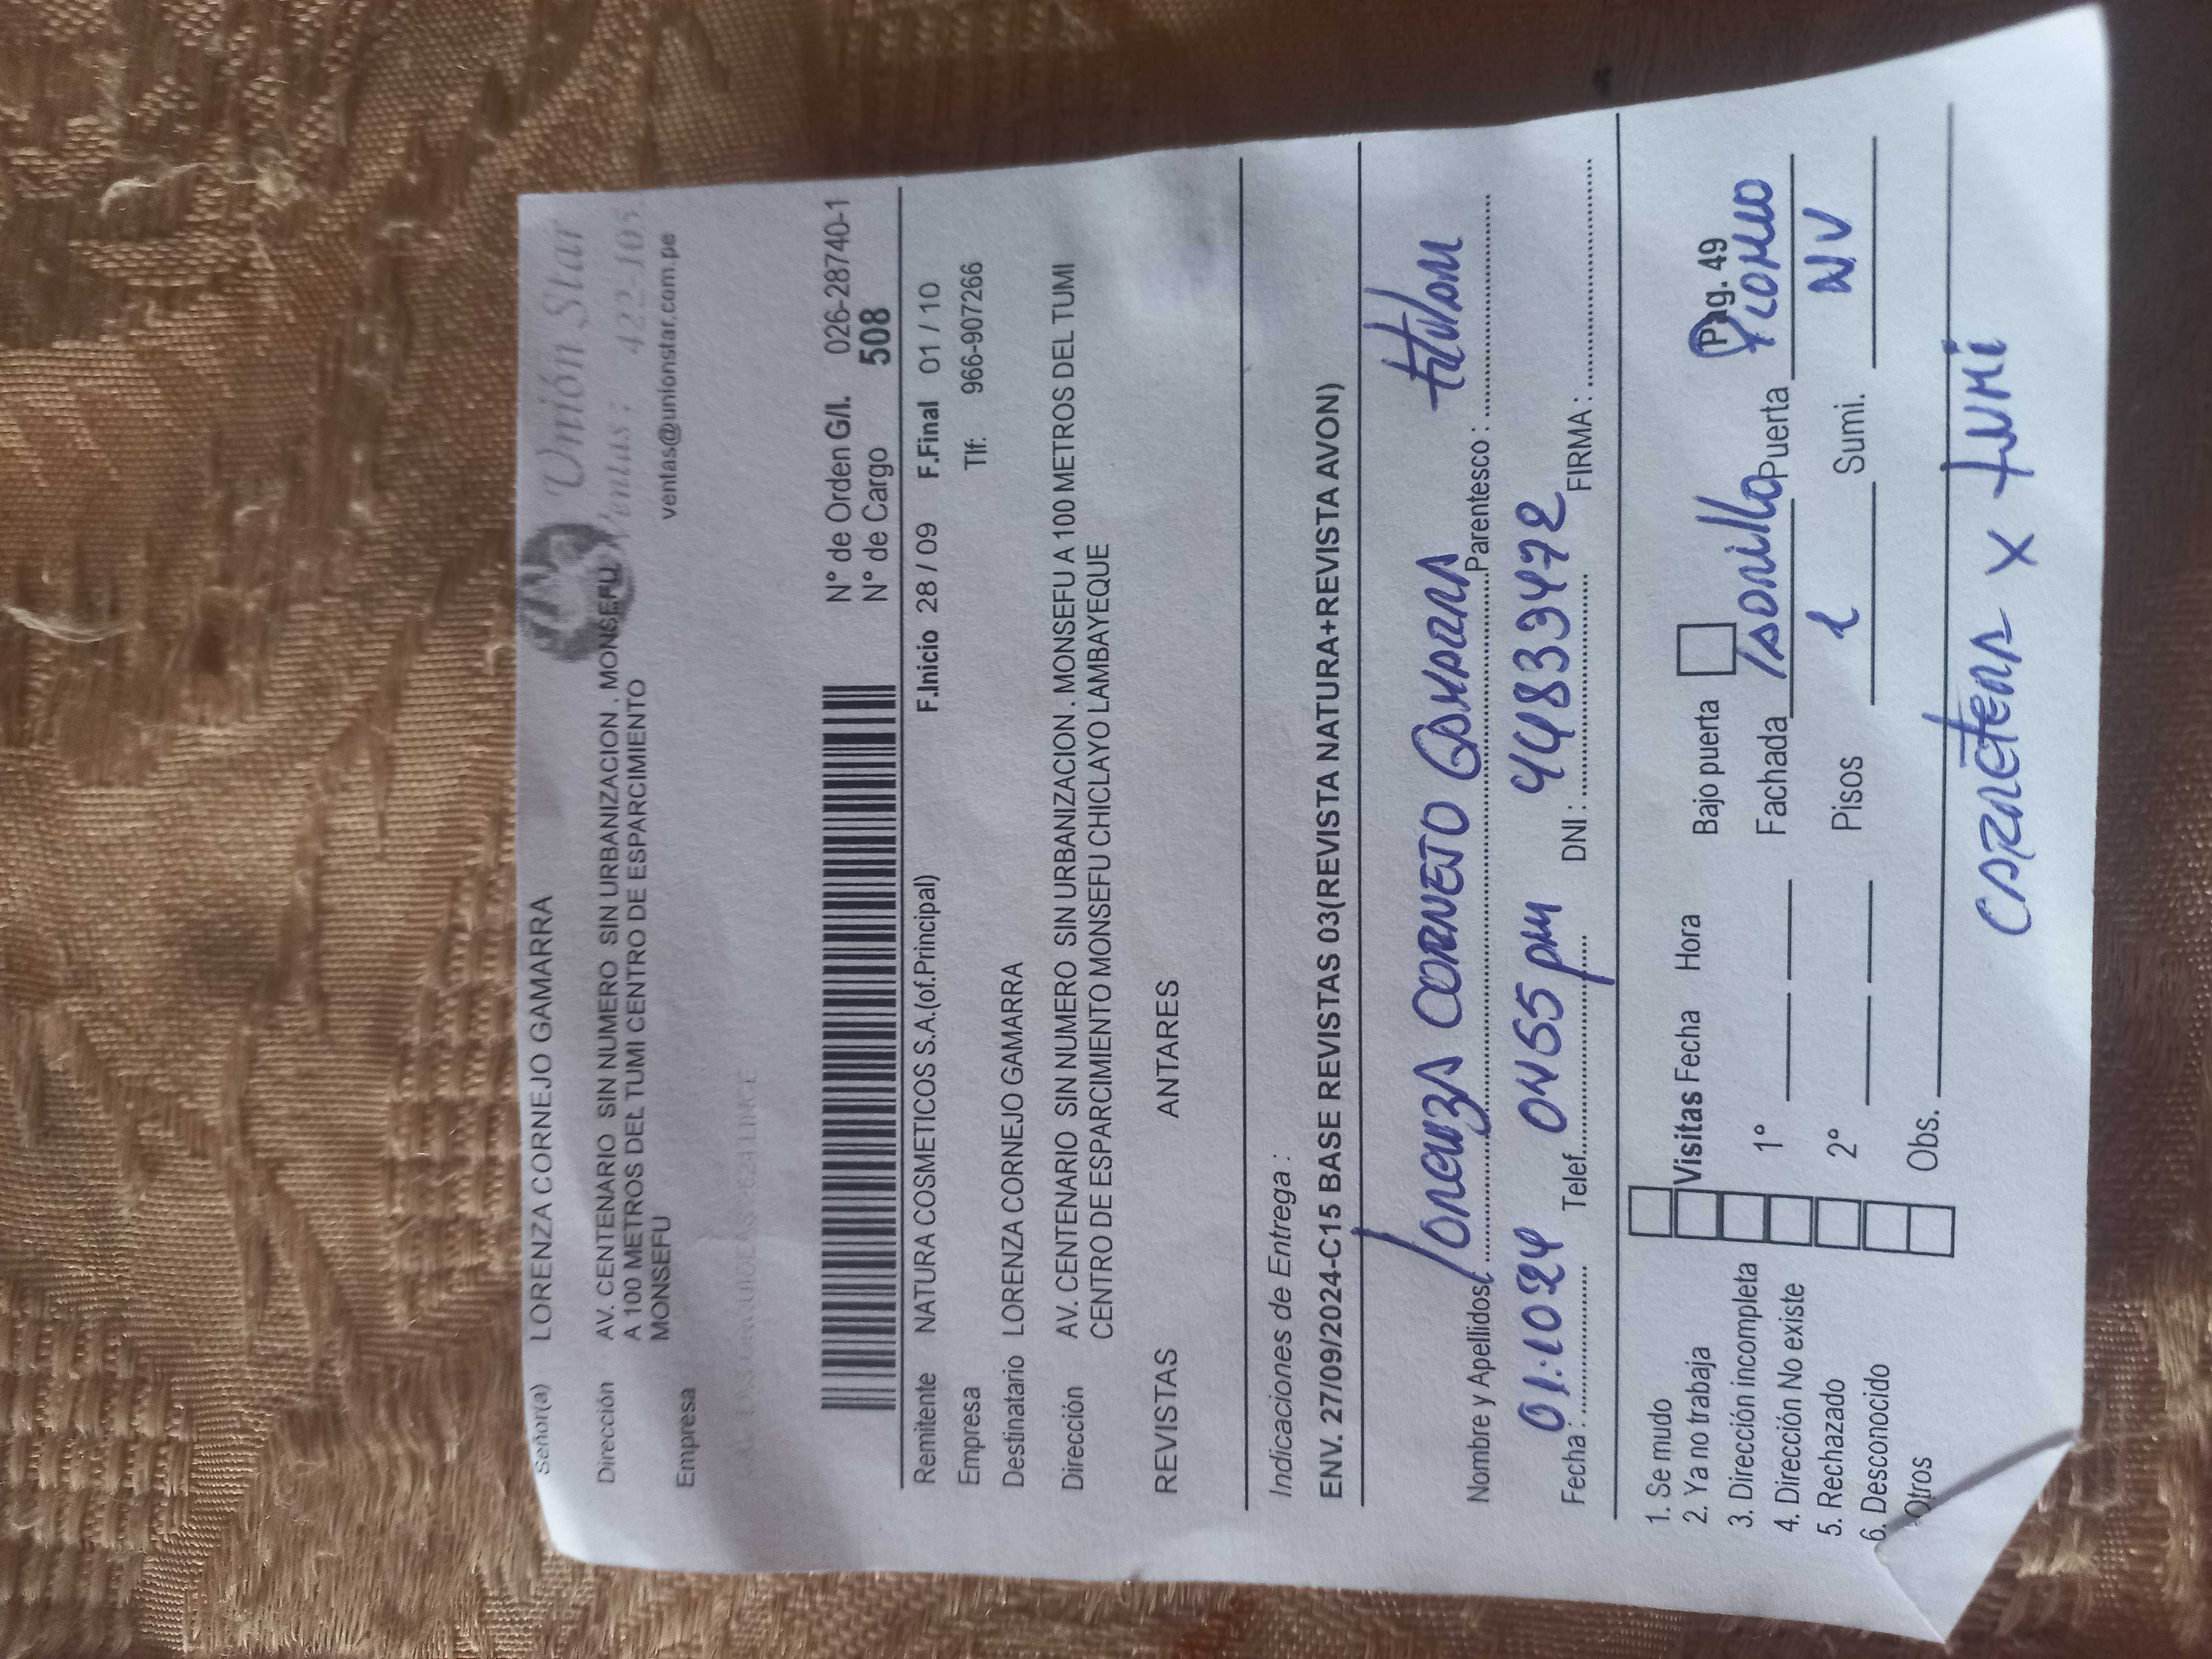 Unión Star
Ventas: 422-105
ventas@unionstar.com.pe
Señor(a) LORENZA CORNEJO GAMARRA
Dirección AV. CENTENARIO SIN NUMERO SIN URBANIZACION . MONSEFU
A 100 METROS DEL TUMI CENTRO DE ESPARCIMIENTO
MONSEFU
Empresa
N° de Orden G/I. 026-28740-1
N° de Cargo 508
Remitente NATURA COSMETICOS S.A.(of.Principal) F.Inicio 28 / 09 F.Final 01 / 10
Empresa Tlf: 966-907266
Destinatario LORENZA CORNEJO GAMARRA
Dirección AV. CENTENARIO SIN NUMERO SIN URBANIZACION . MONSEFU A 100 METROS DEL TUMI
CENTRO DE ESPARCIMIENTO MONSEFU CHICLAYO LAMBAYEQUE
REVISTAS ANTARES
Indicaciones de Entrega :
ENV. 27/09/2024-C15 BASE REVISTAS 03(REVISTA NATURA+REVISTA AVON)
Nombre y Apellidos Lorenza Cornejo Gamarra Parentesco : titular
Fecha : 01.1024 Telef. 0N55 pm DNI : 44833472 FIRMA :
1. Se mudo
2. Ya no trabaja
3. Dirección incompleta
4. Dirección No existe
5. Rechazado
6. Desconocido
Otros
Visitas Fecha Hora
1°
2°
Bajo puerta Pag. 49
Fachada ladrillo Puerta plomo
Pisos 1 Sumi. N.V
Obs.
carretera x tumi